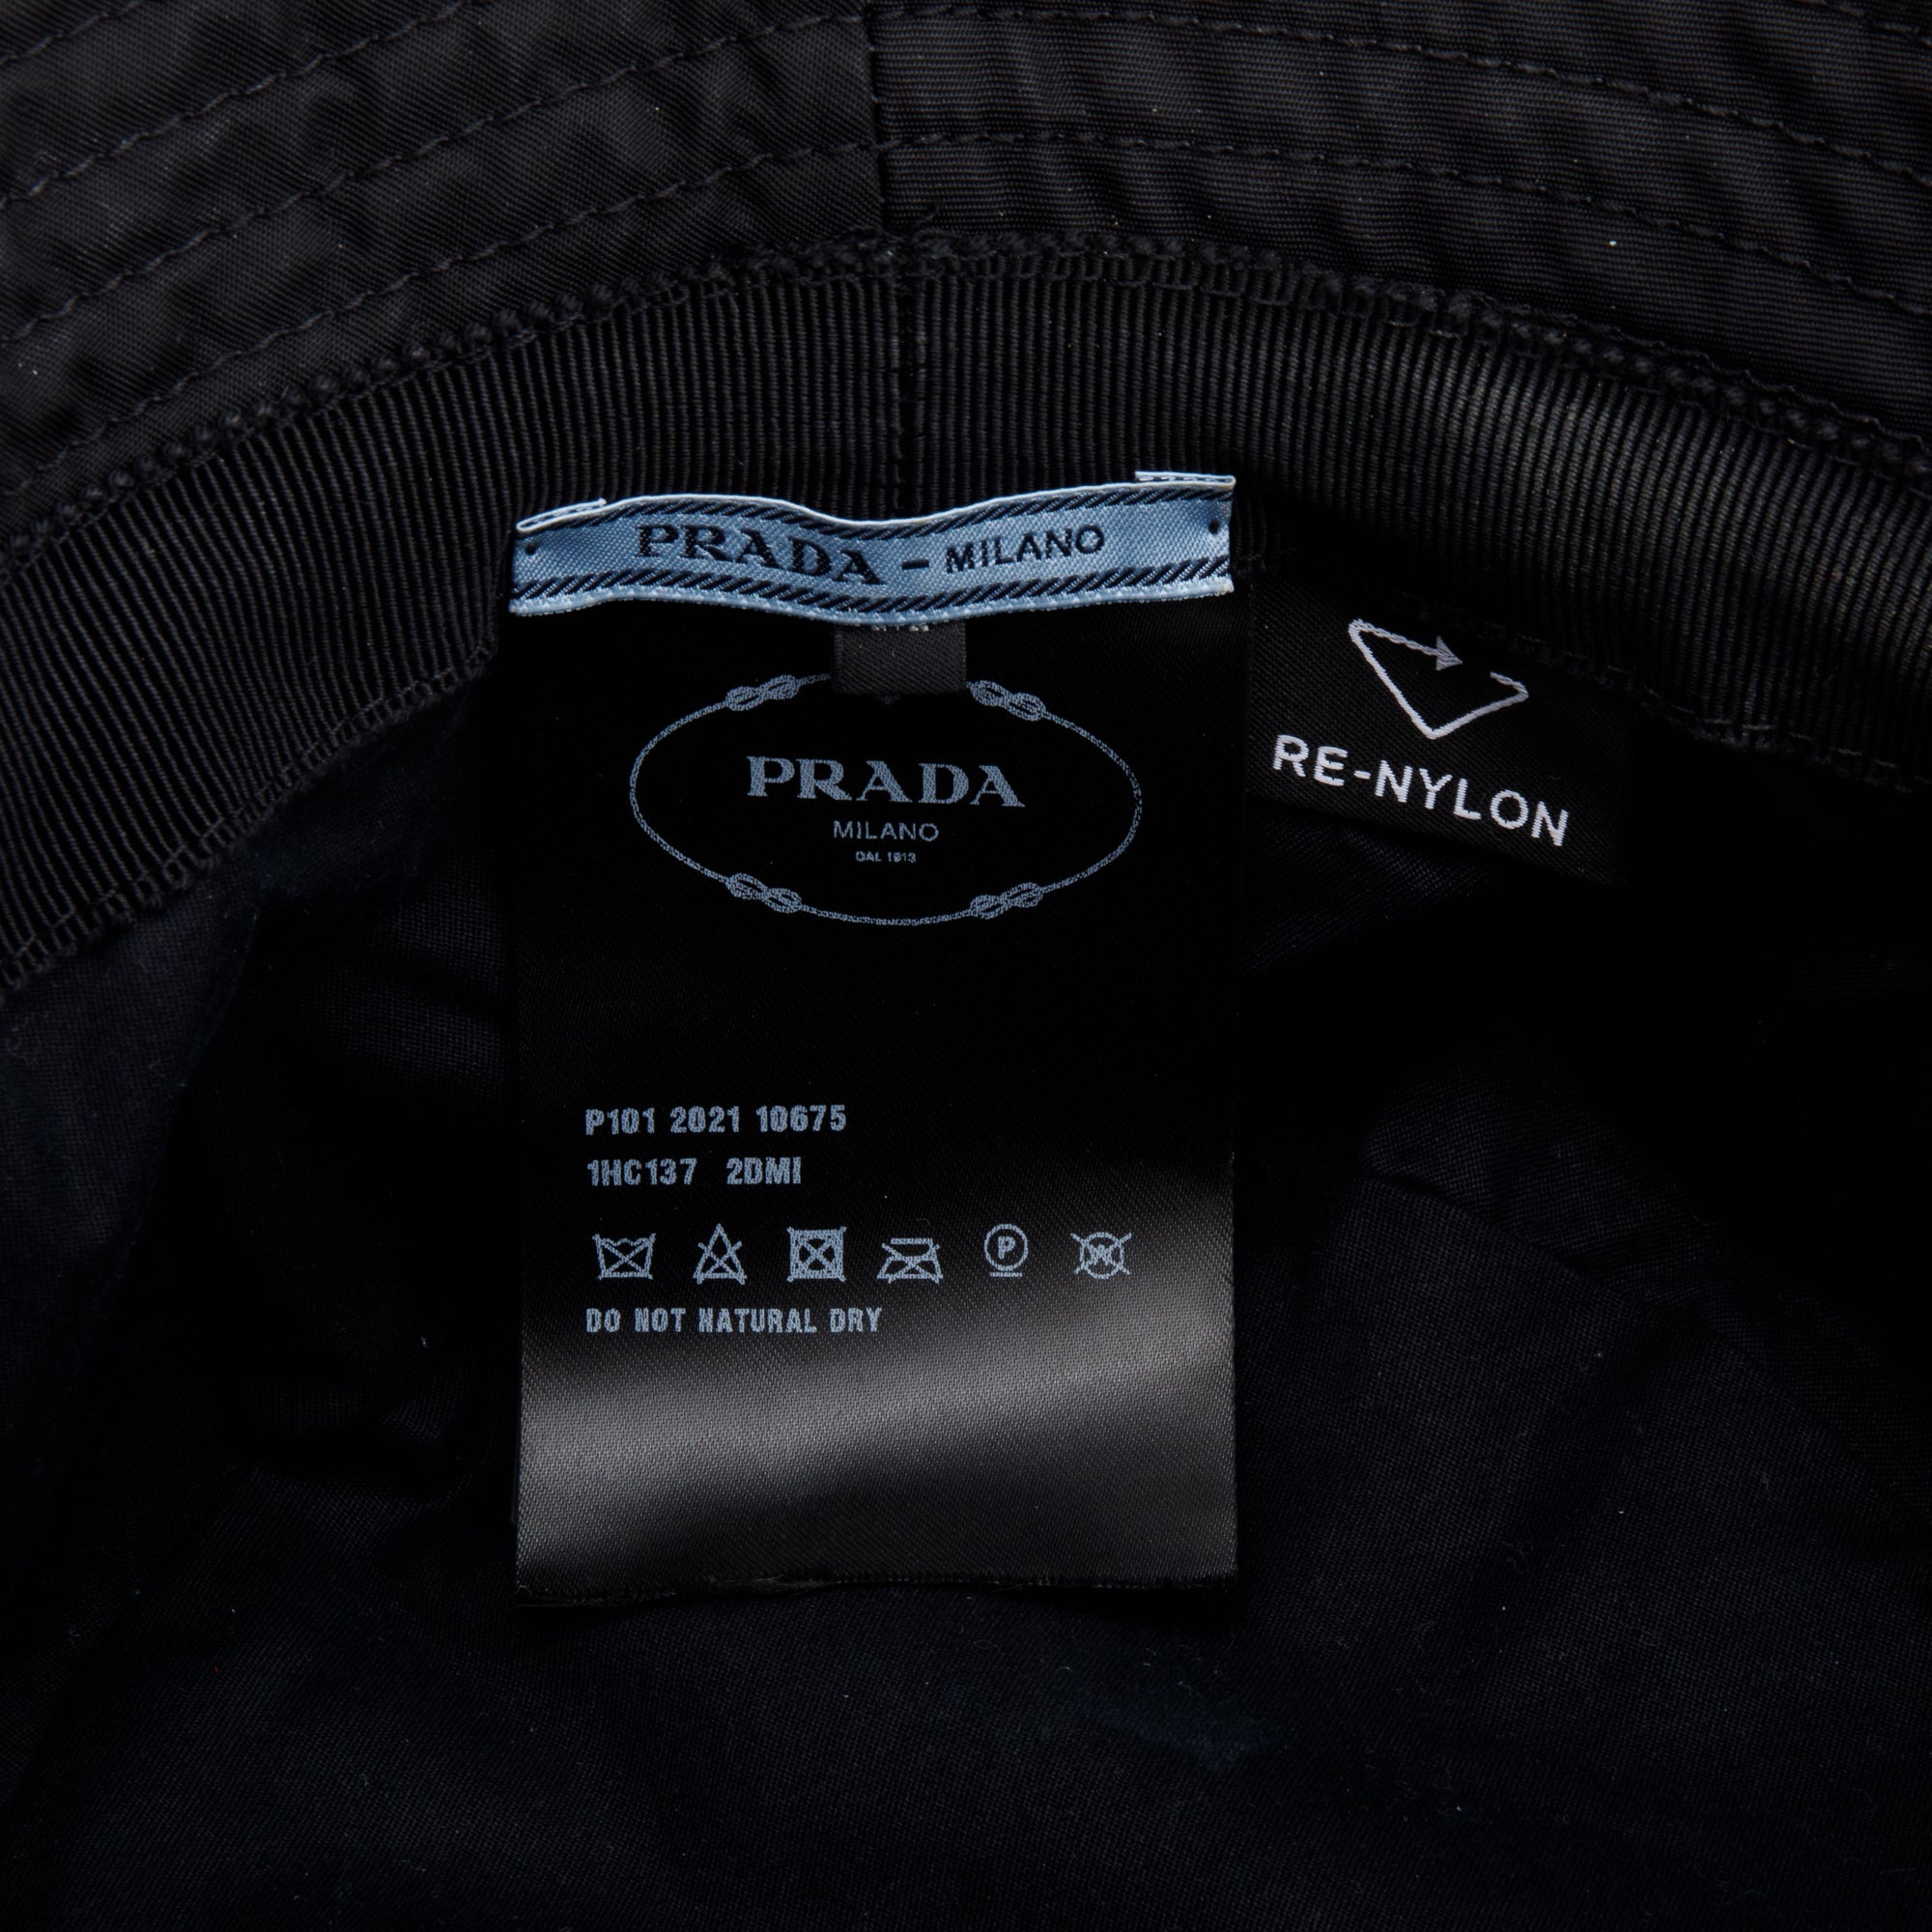 PRADA - MILANO
PRADA
MILANO
DAL 1913
RE-NYLON
P101 2021 10675
1HC137 2DMI
P W
DO NOT NATURAL DRY